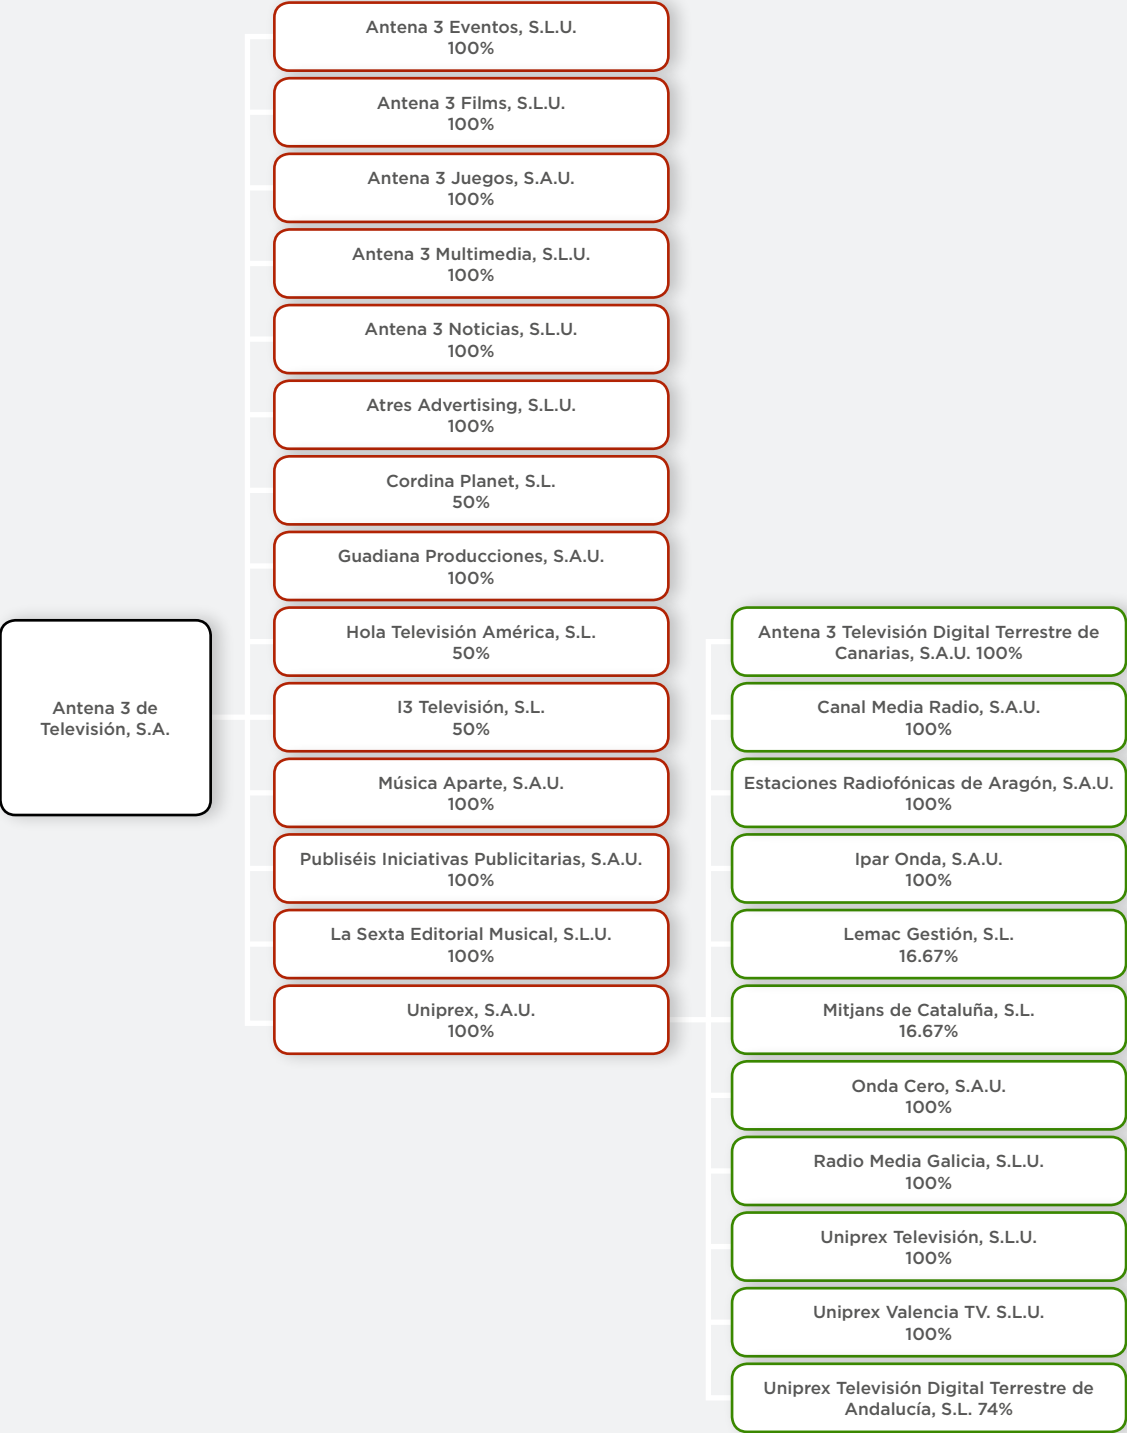 Antena 3 de
Televisión, S.A.
Antena 3 Eventos, S.L.U.
100%
Antena 3 Films, S.L.U.
100%
Antena 3 Juegos, S.A.U.
100%
Antena 3 Multimedia, S.L.U.
100%
Antena 3 Noticias, S.L.U.
100%
Atres Advertising, S.L.U.
100%
Cordina Planet, S.L.
50%
Guadiana Producciones, S.A.U.
100%
Hola Televisión América, S.L.
50%
I3 Televisión, S.L.
50%
Música Aparte, S.A.U.
100%
Publiséis Iniciativas Publicitarias, S.A.U.
100%
La Sexta Editorial Musical, S.L.U.
100%
Uniprex, S.A.U.
100%
Antena 3 Televisión Digital Terrestre de
Canarias, S.A.U. 100%
Canal Media Radio, S.A.U.
100%
Estaciones Radiofónicas de Aragón, S.A.U.
100%
Ipar Onda, S.A.U.
100%
Lemac Gestión, S.L.
16.67%
Mitjans de Cataluña, S.L.
16.67%
Onda Cero, S.A.U.
100%
Radio Media Galicia, S.L.U.
100%
Uniprex Televisión, S.L.U.
100%
Uniprex Valencia TV. S.L.U.
100%
Uniprex Televisión Digital Terrestre de
Andalucía, S.L. 74%